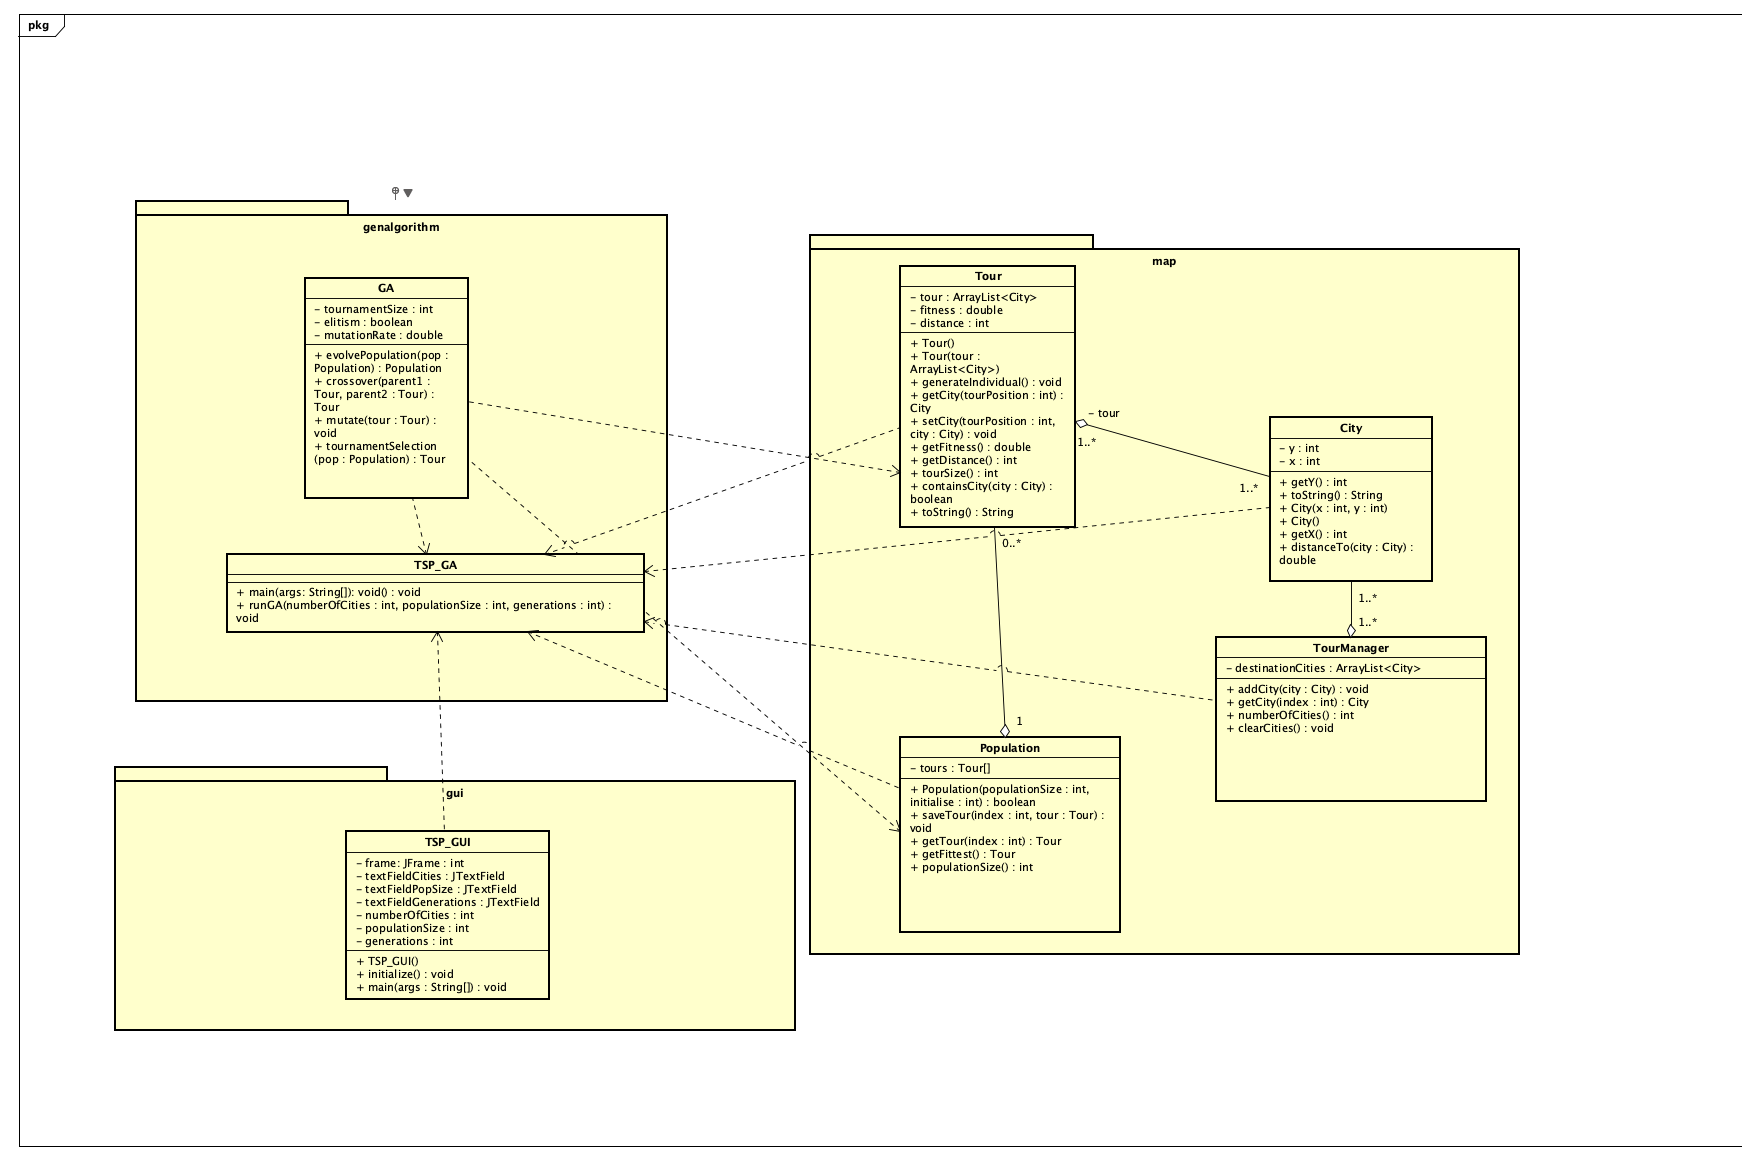 pkg
genalgorithm
GA
– tournamentSize : int
– elitism : boolean
– mutationRate : double
+ evolvePopulation(pop :
Population) : Population
+ crossover(parent1 :
Tour, parent2 : Tour) :
Tour
+ mutate(tour : Tour) :
void
+ tournamentSelection
(pop : Population) : Tour
TSP_GA
+ main(args: String[]): void() : void
+ runGA(numberOfCities : int, populationSize : int, generations : int) :
void
map
Tour
– tour : ArrayList<City>
– fitness : double
– distance : int
+ Tour()
+ Tour(tour :
ArrayList<City>)
+ generateIndividual() : void
+ getCity(tourPosition : int) :
City
+ setCity(tourPosition : int,
city : City) : void
+ getFitness() : double
+ getDistance() : int
+ tourSize() : int
+ containsCity(city : City) :
boolean
+ toString() : String
– tour
1..*
1..*
0..*
City
– y : int
– x : int
+ getY() : int
+ toString() : String
+ City(x : int, y : int)
+ City()
+ getX() : int
+ distanceTo(city : City) :
double
1..*
1..*
TourManager
– destinationCities : ArrayList<City>
+ addCity(city : City) : void
+ getCity(index : int) : City
+ numberOfCities() : int
+ clearCities() : void
1
Population
– tours : Tour[]
+ Population(populationSize : int,
initialise : int) : boolean
+ saveTour(index : int, tour : Tour) :
void
+ getTour(index : int) : Tour
+ getFittest() : Tour
+ populationSize() : int
gui
TSP_GUI
– frame: JFrame : int
– textFieldCities : JTextField
– textFieldPopSize : JTextField
– textFieldGenerations : JTextField
– numberOfCities : int
– populationSize : int
– generations : int
+ TSP_GUI()
+ initialize() : void
+ main(args : String[]) : void